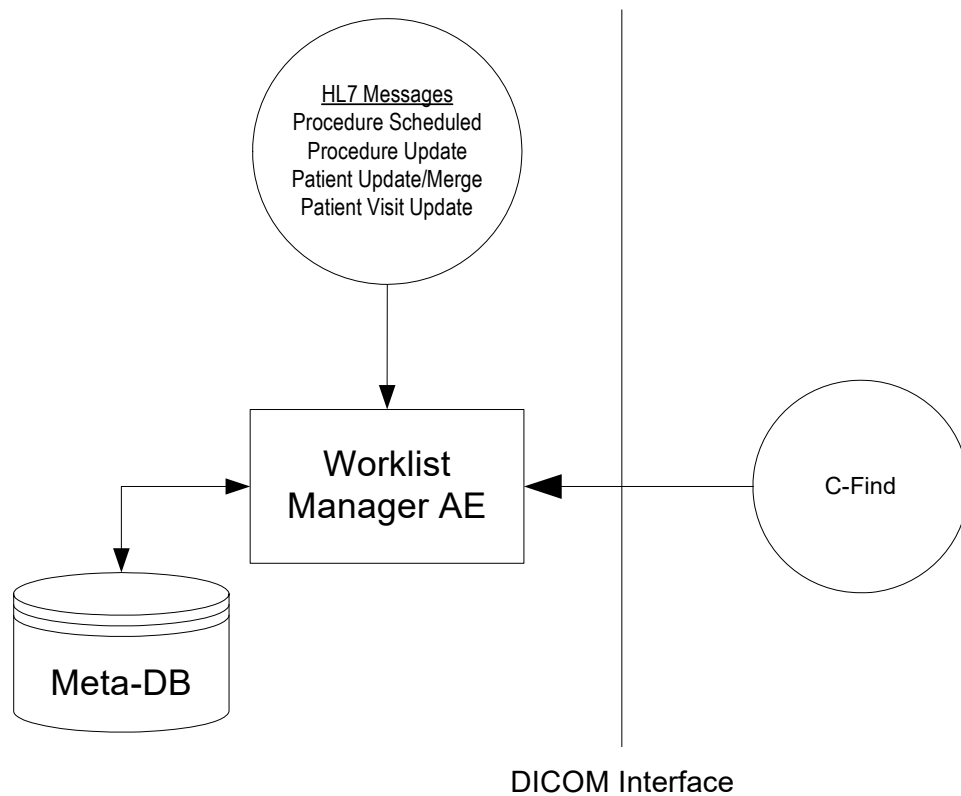 HL7 Messages
Procedure Scheduled
Procedure Update
Patient Update/Merge
Patient Visit Update
Worklist
Manager AE
C-Find
Meta-DB
DICOM Interface